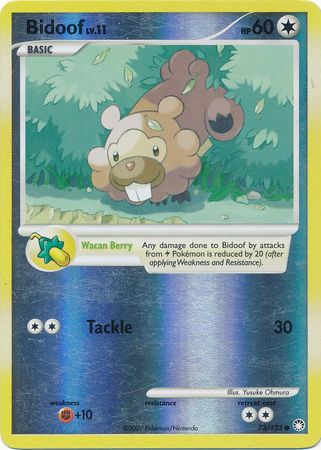 Bidoof LV.11 HP 60
BASIC
Wacan Berry
Any damage done to Bidoof by attacks
from Pokémon is reduced by 20 (after
applying Weakness and Resistance).
Tackle 30
Illus. Yusuke Ohmura
weakness resistance retreat cost
+10
©2007 Pokémon/Nintendo 73/123